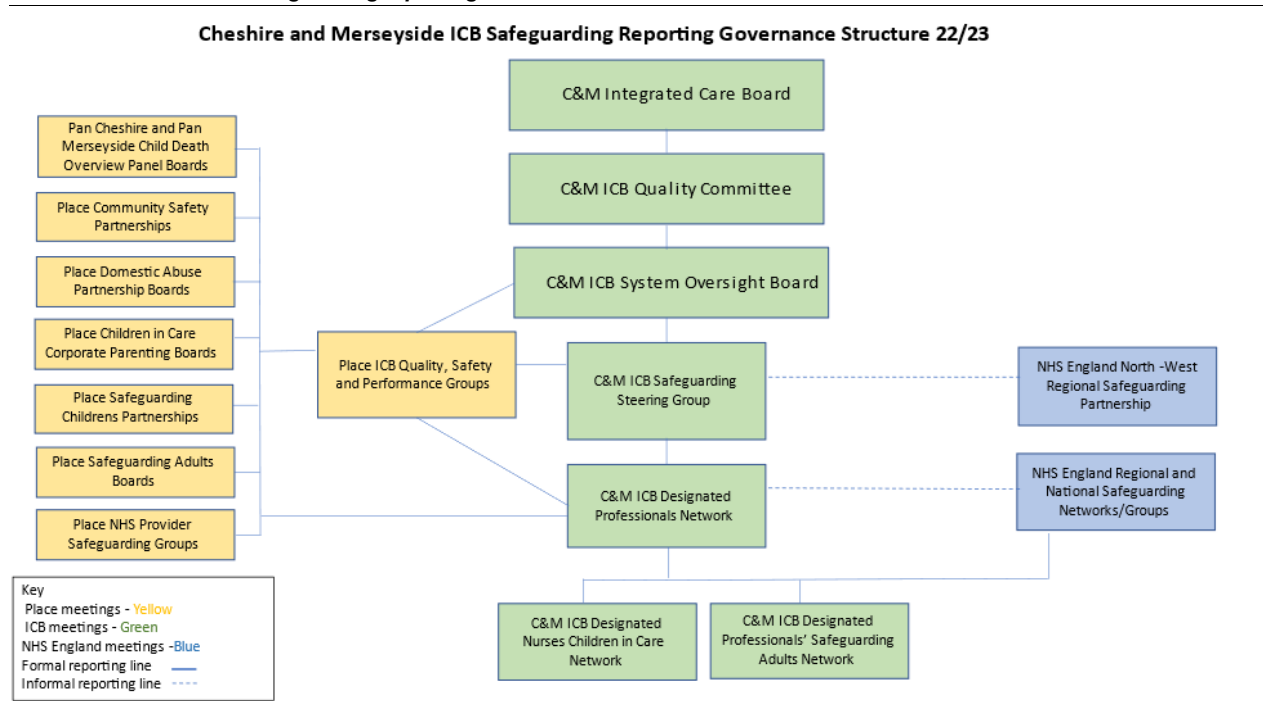 Cheshire and Merseyside ICB Safeguarding Reporting Governance Structure 22/23
C&M Integrated Care Board
Pan Cheshire and Pan
Merseyside Child Death
Overview Panel Boards
C&M ICB Quality Committee
Place Community Safety
Partnerships
C&M ICB System Oversight Board
Place Domestic Abuse
Partnership Boards
Place Children in Care
Corporate Parenting Boards
Place ICB Quality, Safety
and Performance Groups
C&M ICB Safeguarding
Steering Group
NHS England North -West
Regional Safeguarding
Partnership
Place Safeguarding
Childrens Partnerships
Place Safeguarding Adults
Boards
C&M ICB Designated
Professionals Network
NHS England Regional and
National Safeguarding
Networks/Groups
Place NHS Provider
Safeguarding Groups
Key
Place meetings - Yellow
ICB meetings - Green
NHS England meetings -Blue
Formal reporting line
Informal reporting line
C&M ICB Designated
Nurses Children in Care
Network
C&M ICB Designated
Professionals' Safeguarding
Adults Network